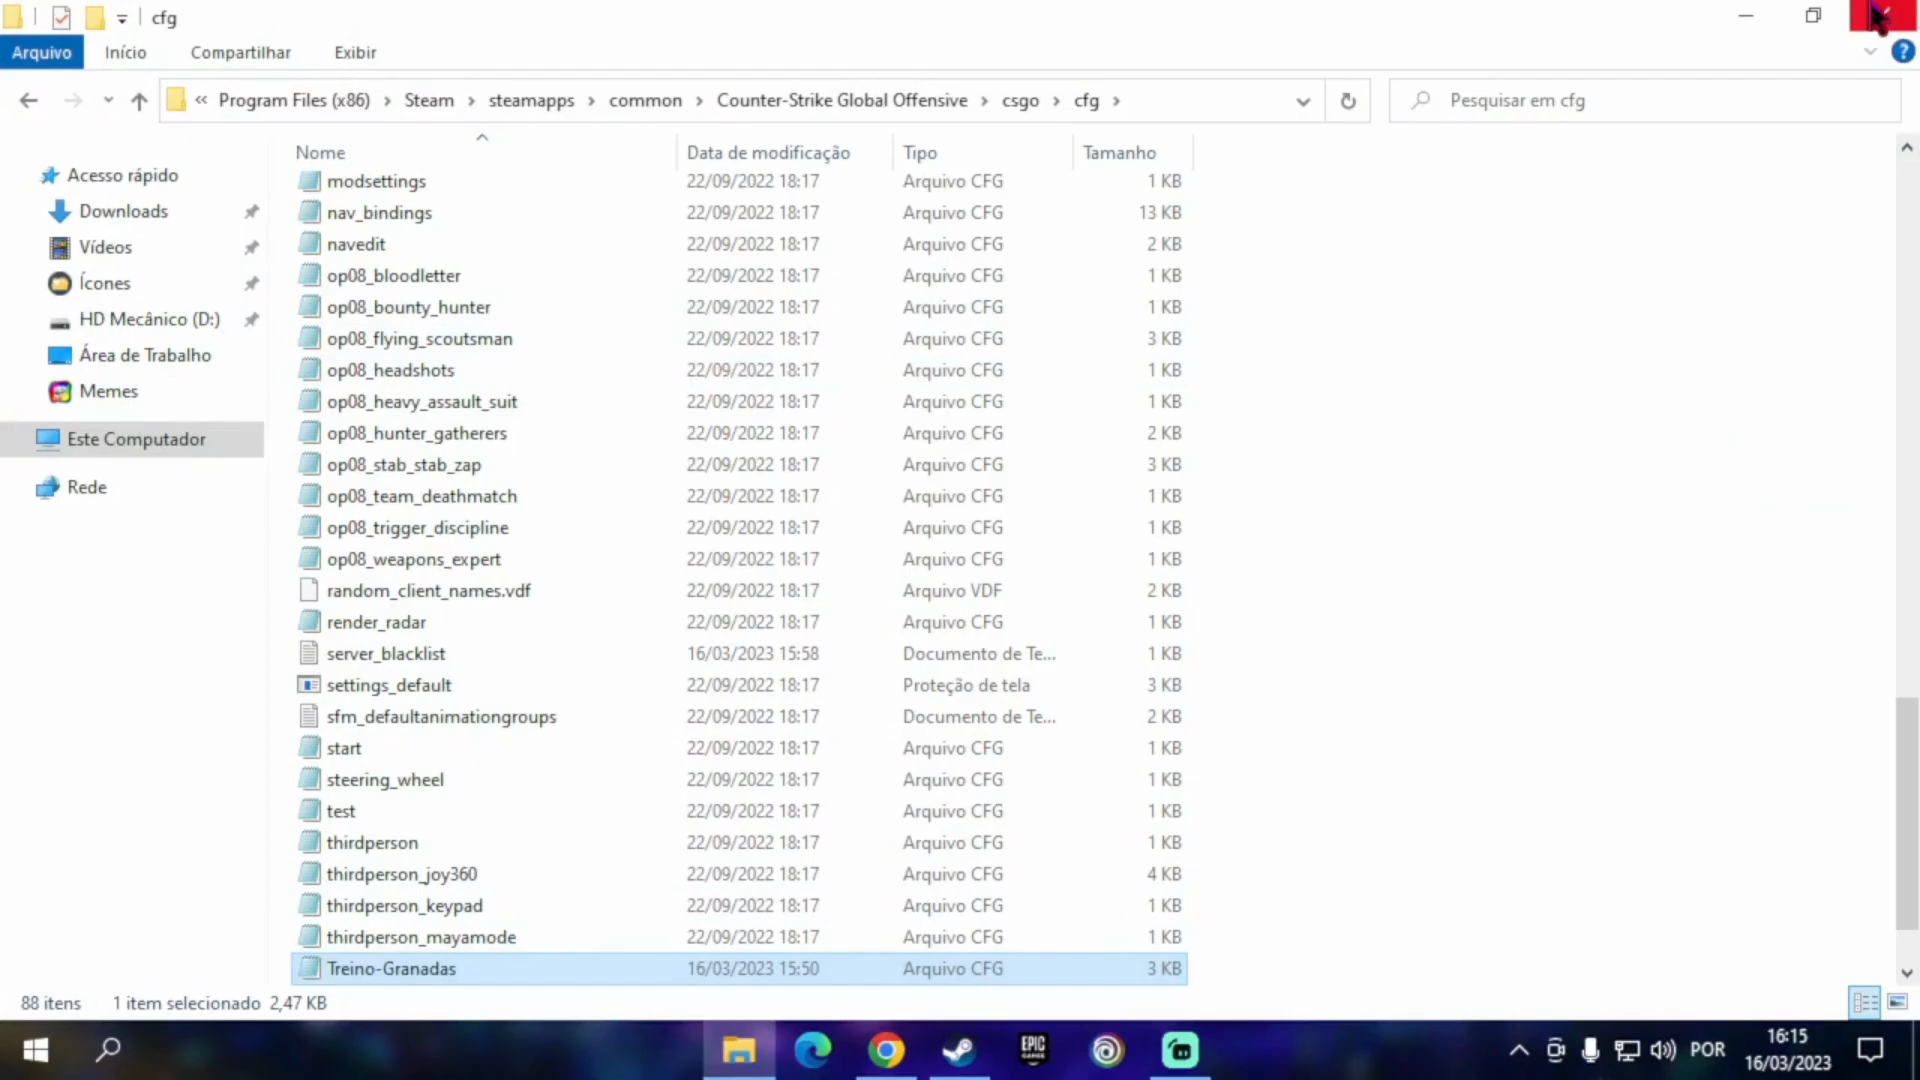 cfg
Arquivo Início Compartilhar Exibir
« Program Files (x86) › Steam › steamapps › common › Counter-Strike Global Offensive › csgo › cfg ›
Pesquisar em cfg
Acesso rápido
Downloads
Vídeos
Ícones
HD Mecânico (D:)
Área de Trabalho
Memes
Este Computador
Rede
Nome Data de modificação Tipo Tamanho
modsettings 22/09/2022 18:17 Arquivo CFG 1 KB
nav_bindings 22/09/2022 18:17 Arquivo CFG 13 KB
navedit 22/09/2022 18:17 Arquivo CFG 2 KB
op08_bloodletter 22/09/2022 18:17 Arquivo CFG 1 KB
op08_bounty_hunter 22/09/2022 18:17 Arquivo CFG 1 KB
op08_flying_scoutsman 22/09/2022 18:17 Arquivo CFG 3 KB
op08_headshots 22/09/2022 18:17 Arquivo CFG 1 KB
op08_heavy_assault_suit 22/09/2022 18:17 Arquivo CFG 1 KB
op08_hunter_gatherers 22/09/2022 18:17 Arquivo CFG 2 KB
op08_stab_stab_zap 22/09/2022 18:17 Arquivo CFG 3 KB
op08_team_deathmatch 22/09/2022 18:17 Arquivo CFG 1 KB
op08_trigger_discipline 22/09/2022 18:17 Arquivo CFG 1 KB
op08_weapons_expert 22/09/2022 18:17 Arquivo CFG 1 KB
random_client_names.vdf 22/09/2022 18:17 Arquivo VDF 2 KB
render_radar 22/09/2022 18:17 Arquivo CFG 1 KB
server_blacklist 16/03/2023 15:58 Documento de Te... 1 KB
settings_default 22/09/2022 18:17 Proteção de tela 3 KB
sfm_defaultanimationgroups 22/09/2022 18:17 Documento de Te... 2 KB
start 22/09/2022 18:17 Arquivo CFG 1 KB
steering_wheel 22/09/2022 18:17 Arquivo CFG 1 KB
test 22/09/2022 18:17 Arquivo CFG 1 KB
thirdperson 22/09/2022 18:17 Arquivo CFG 1 KB
thirdperson_joy360 22/09/2022 18:17 Arquivo CFG 4 KB
thirdperson_keypad 22/09/2022 18:17 Arquivo CFG 1 KB
thirdperson_mayamode 22/09/2022 18:17 Arquivo CFG 1 KB
Treino-Granadas 16/03/2023 15:50 Arquivo CFG 3 KB
88 itens 1 item selecionado 2,47 KB
EPIC GAMES
POR
16:15
16/03/2023